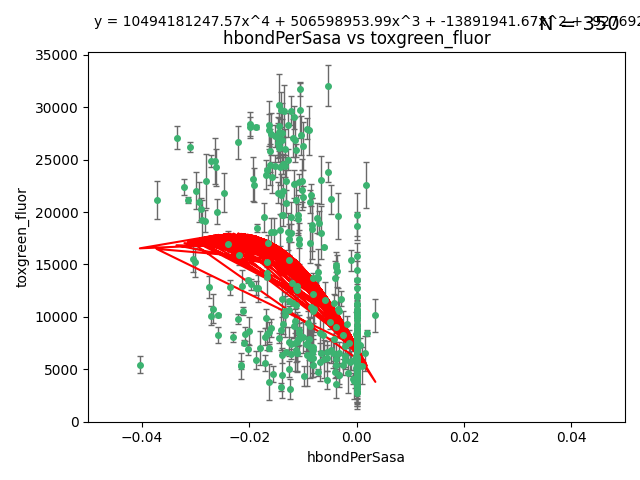 y = 10494181247.57x^4 + 506598953.99x^3 + -13891941.67x^2 +
N = 350
hbondPerSasa vs toxgreen_fluor
35000
30000
25000
20000
15000
10000
5000
0
toxgreen_fluor
−0.04
−0.02
0.00
0.02
0.04
hbondPerSasa